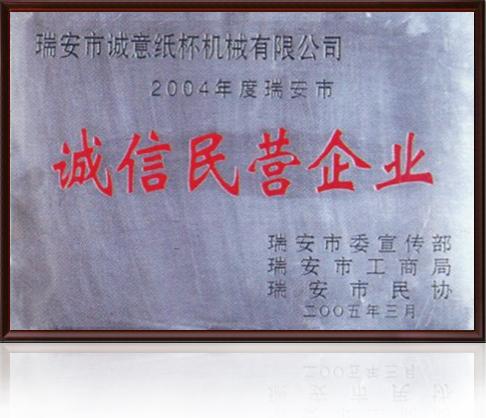 瑞安市诚意纸杯机械有限公司
2004年度瑞安市
诚信民营企业
瑞安市委宣传部
瑞安市工商局
瑞安市民协
二00五年三月